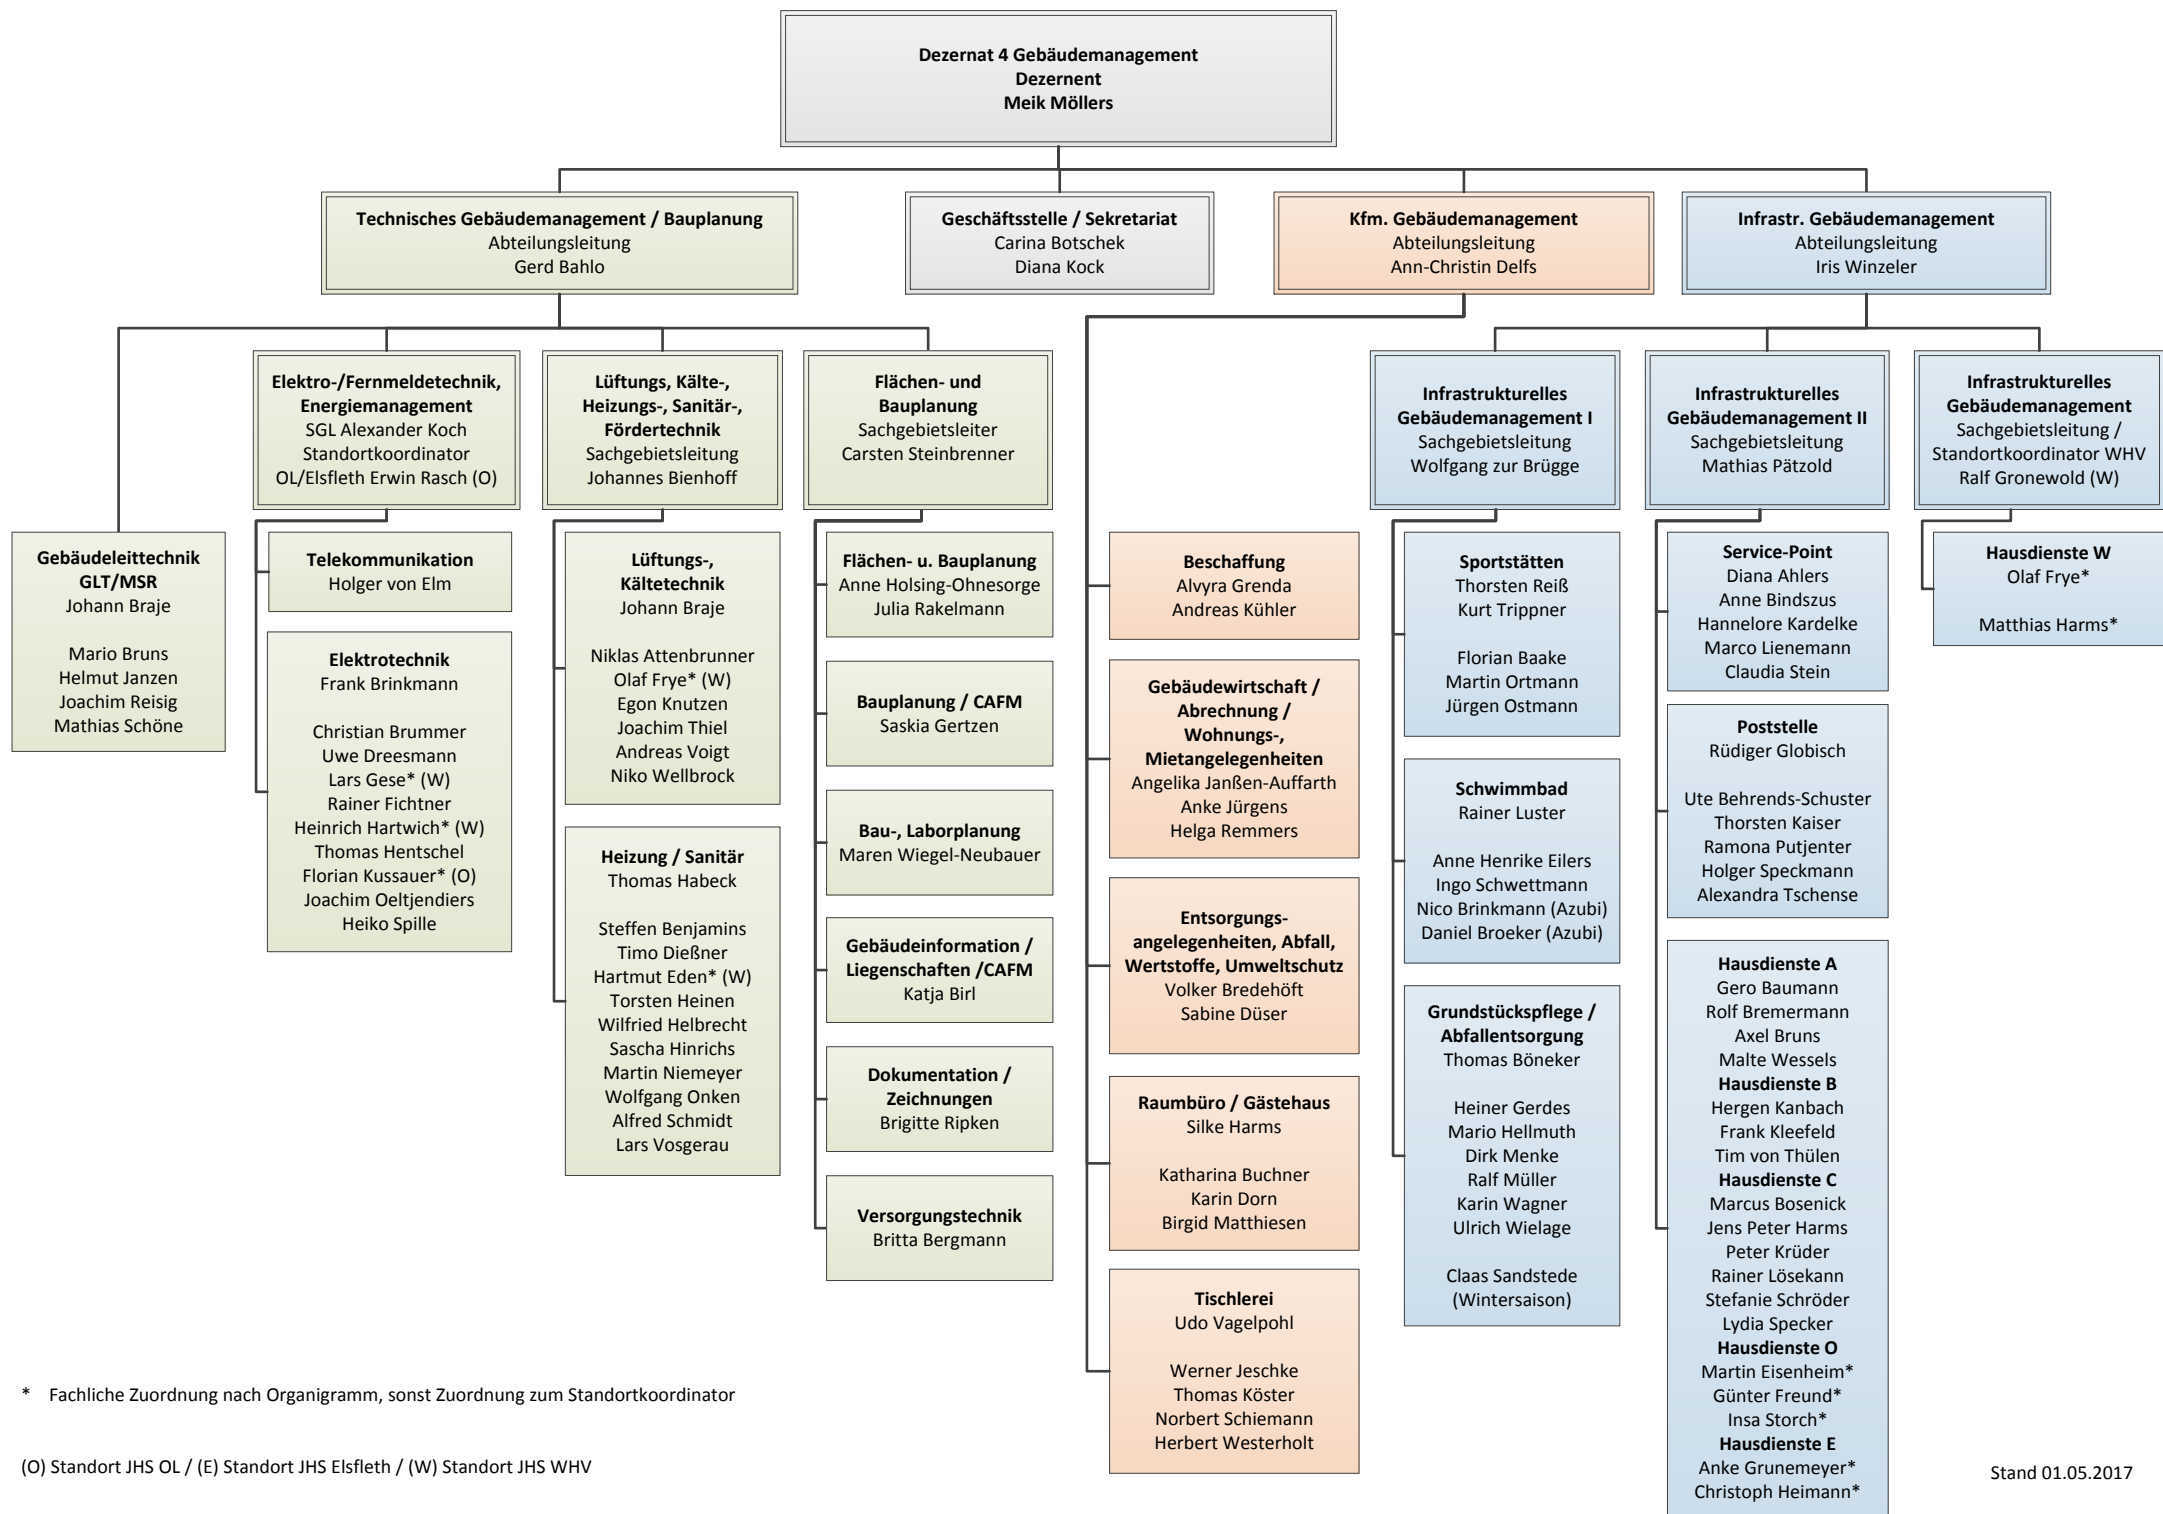 Dezernat 4 Gebäudemanagement
Dezernent
Meik Möllers
Technisches Gebäudemanagement / Bauplanung
Abteilungsleitung
Gerd Bahlo
Geschäftsstelle / Sekretariat
Carina Botschek
Diana Kock
Kfm. Gebäudemanagement
Abteilungsleitung
Ann-Christin Delfs
Infrastr. Gebäudemanagement
Abteilungsleitung
Iris Winzeler
Elektro-/Fernmeldetechnik,
Energiemanagement
SGL Alexander Koch
Standortkoordinator
OL/Elsfleth Erwin Rasch (O)
Lüftungs, Kälte-,
Heizungs-, Sanitär-,
Fördertechnik
Sachgebietsleitung
Johannes Bienhoff
Flächen- und
Bauplanung
Sachgebietsleiter
Carsten Steinbrenner
Infrastrukturelles
Gebäudemanagement I
Sachgebietsleitung
Wolfgang zur Brügge
Infrastrukturelles
Gebäudemanagement II
Sachgebietsleitung
Mathias Pätzold
Infrastrukturelles
Gebäudemanagement
Sachgebietsleitung /
Standortkoordinator WHV
Ralf Gronewold (W)
Gebäudeleittechnik
GLT/MSR
Johann Braje
Mario Bruns
Helmut Janzen
Joachim Reisig
Mathias Schöne
Telekommunikation
Holger von Elm
Elektrotechnik
Frank Brinkmann
Christian Brummer
Uwe Dreesmann
Lars Gese* (W)
Rainer Fichtner
Heinrich Hartwich* (W)
Thomas Hentschel
Florian Kussauer* (O)
Joachim Oeltjendiers
Heiko Spille
Lüftungs-,
Kältetechnik
Johann Braje
Niklas Attenbrunner
Olaf Frye* (W)
Egon Knutzen
Joachim Thiel
Andreas Voigt
Niko Wellbrock
Heizung / Sanitär
Thomas Habeck
Steffen Benjamins
Timo Dießner
Hartmut Eden* (W)
Torsten Heinen
Wilfried Helbrecht
Sascha Hinrichs
Martin Niemeyer
Wolfgang Onken
Alfred Schmidt
Lars Vosgerau
Flächen- u. Bauplanung
Anne Holsing-Ohnesorge
Julia Rakelmann
Bauplanung / CAFM
Saskia Gertzen
Bau-, Laborplanung
Maren Wiegel-Neubauer
Gebäudeinformation /
Liegenschaften /CAFM
Katja Birl
Dokumentation /
Zeichnungen
Brigitte Ripken
Versorgungstechnik
Britta Bergmann
Beschaffung
Alvyra Grenda
Andreas Kühler
Gebäudewirtschaft /
Abrechnung /
Wohnungs-,
Mietangelegenheiten
Angelika Janßen-Auffarth
Anke Jürgens
Helga Remmers
Entsorgungs-
angelegenheiten, Abfall,
Wertstoffe, Umweltschutz
Volker Bredehöft
Sabine Düser
Raumbüro / Gästehaus
Silke Harms
Katharina Buchner
Karin Dorn
Birgid Matthiesen
Tischlerei
Udo Vagelpohl
Werner Jeschke
Thomas Köster
Norbert Schiemann
Herbert Westerholt
Sportstätten
Thorsten Reiß
Kurt Trippner
Florian Baake
Martin Ortmann
Jürgen Ostmann
Schwimmbad
Rainer Luster
Anne Henrike Eilers
Ingo Schwettmann
Nico Brinkmann (Azubi)
Daniel Broeker (Azubi)
Grundstückspflege /
Abfallentsorgung
Thomas Böneker
Heiner Gerdes
Mario Hellmuth
Dirk Menke
Ralf Müller
Karin Wagner
Ulrich Wielage
Claas Sandstede
(Wintersaison)
Service-Point
Diana Ahlers
Anne Bindszus
Hannelore Kardelke
Marco Lienemann
Claudia Stein
Poststelle
Rüdiger Globisch
Ute Behrends-Schuster
Thorsten Kaiser
Ramona Putjenter
Holger Speckmann
Alexandra Tschense
Hausdienste A
Gero Baumann
Rolf Bremermann
Axel Bruns
Malte Wessels
Hausdienste B
Hergen Kanbach
Frank Kleefeld
Tim von Thülen
Hausdienste C
Marcus Bosenick
Jens Peter Harms
Peter Krüder
Rainer Lösekann
Stefanie Schröder
Lydia Specker
Hausdienste O
Martin Eisenheim*
Günter Freund*
Insa Storch*
Hausdienste E
Anke Grunemeyer*
Christoph Heimann*
Hausdienste W
Olaf Frye*
Matthias Harms*
* Fachliche Zuordnung nach Organigramm, sonst Zuordnung zum Standortkoordinator
(O) Standort JHS OL / (E) Standort JHS Elsfleth / (W) Standort JHS WHV
Stand 01.05.2017